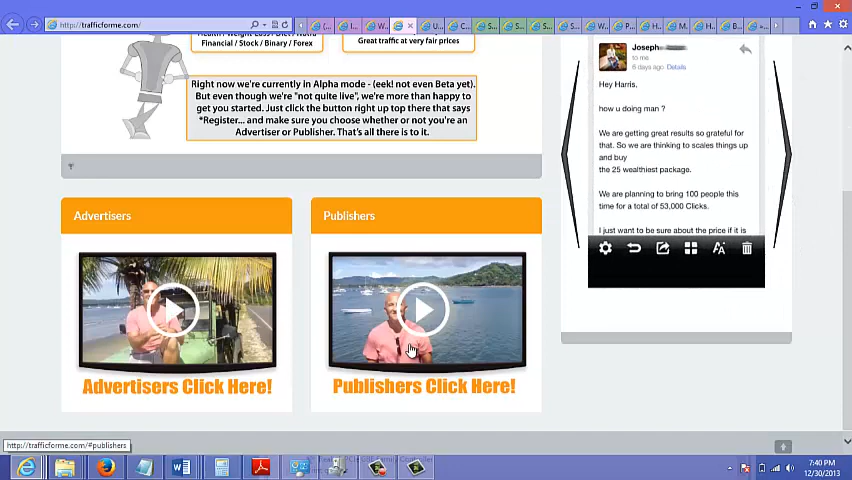 http://trafficforme.com/
Financial / Stock / Binary / Forex
Great traffic at very fair prices
Right now we're currently in Alpha mode - (eek! not even Beta yet).
But even though we're "not quite live", we're more than happy to
get you started. Just click the button right up top there that says
*Register... and make sure you choose whether or not you're an
Advertiser or Publisher. That's all there is to it.
Joseph
to me
6 days ago Details
Hey Harris.
how u doing man ?
We are getting great results so grateful for
that. So we are thinking to scales things up
and buy
the 25 wealthiest package.
We are planning to bring 100 people this
time for a total of 53,000 Clicks.
I just want to be sure about the price if it is
Advertisers
Publishers
Advertisers Click Here!
Publishers Click Here!
http://trafficforme.com/#publishers
7:40 PM
12/30/2013